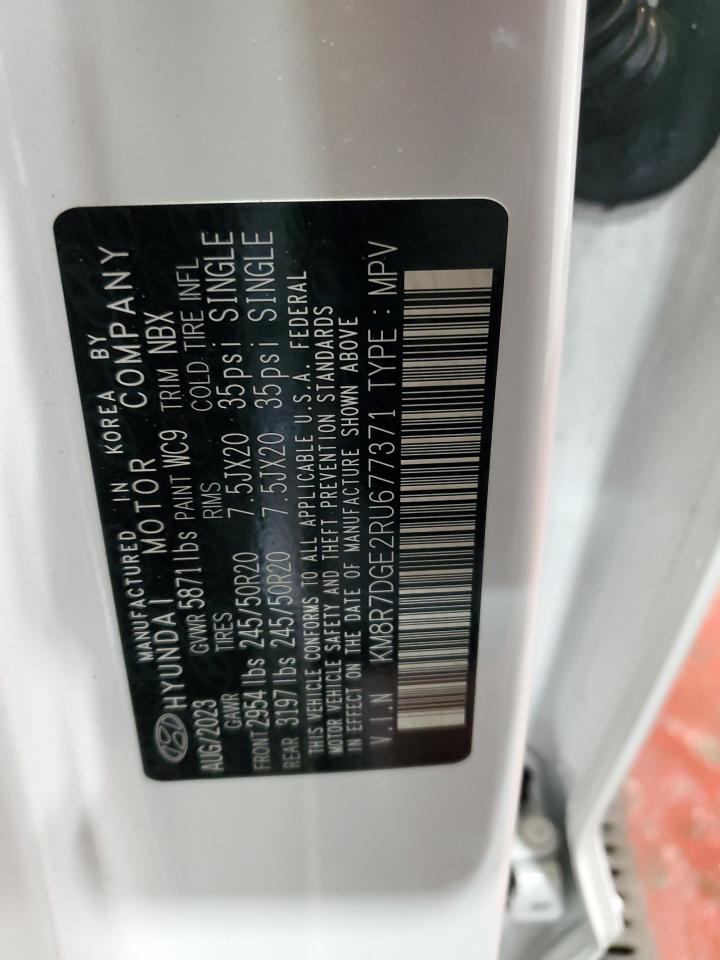 MANUFACTURED IN KOREA BY
HYUNDAI MOTOR COMPANY
AUG/2023 GVWR 5871lbs PAINT WC9 TRIM NBX
GAWR TIRES RIMS COLD TIRE INFL
FRONT 2954lbs 245/50R20 7.5JX20 35psi SINGLE
REAR 3197lbs 245/50R20 7.5JX20 35psi SINGLE
THIS VEHICLE CONFORMS TO ALL APPLICABLE U.S.A. FEDERAL
MOTOR VEHICLE SAFETY AND THEFT PREVENTION STANDARDS
IN EFFECT ON THE DATE OF MANUFACTURE SHOWN ABOVE
V.I.N KM8R7DGE2RU677371 TYPE : MPV